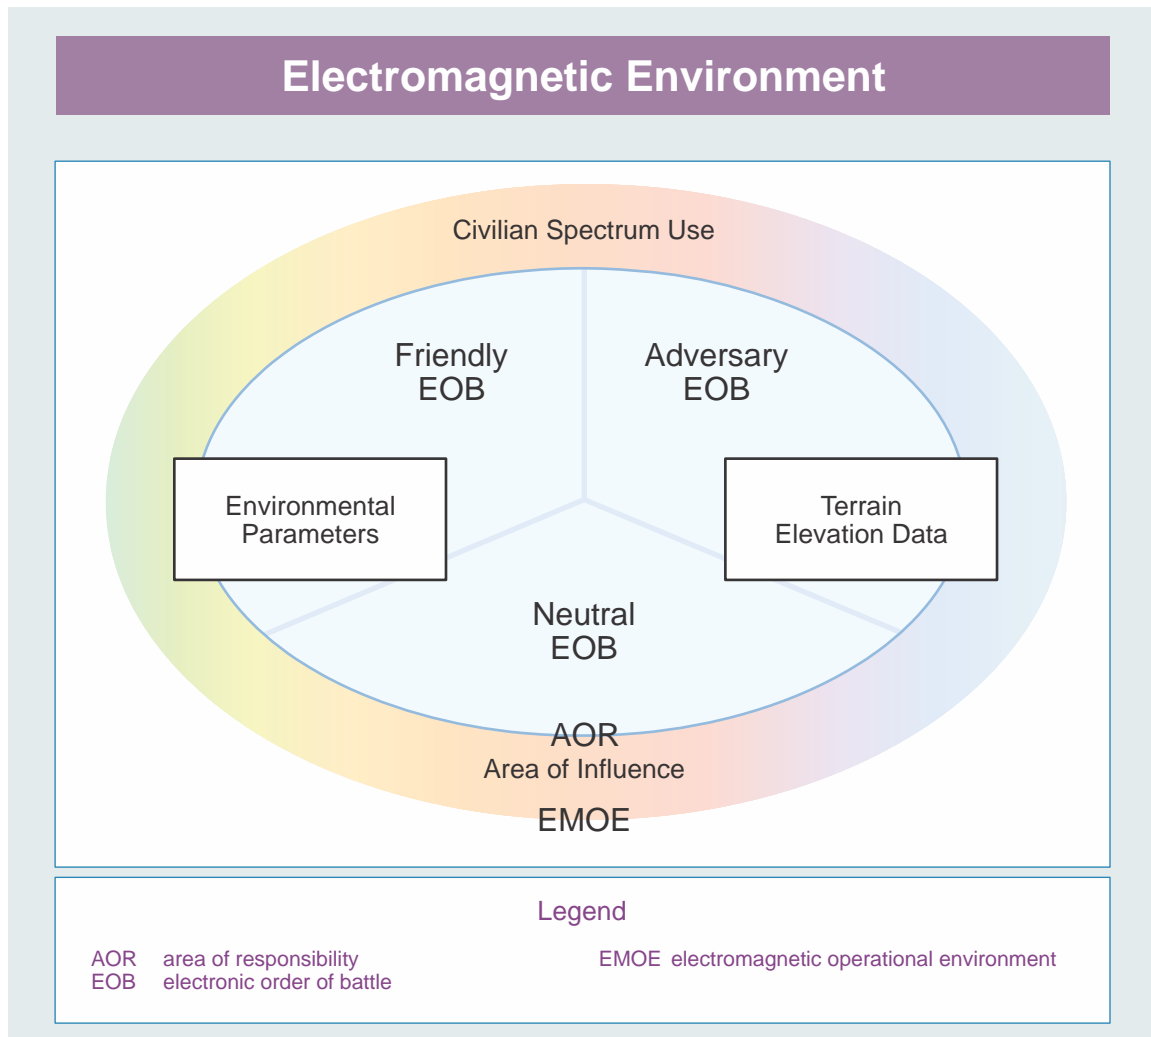 Electromagnetic Environment
Civilian Spectrum Use
Friendly
EOB
Adversary
EOB
Environmental
Parameters
Terrain
Elevation Data
Neutral
EOB
AOR
Area of Influence
EMOE
Legend
AOR area of responsibility
EOB electronic order of battle
EMOE electromagnetic operational environment